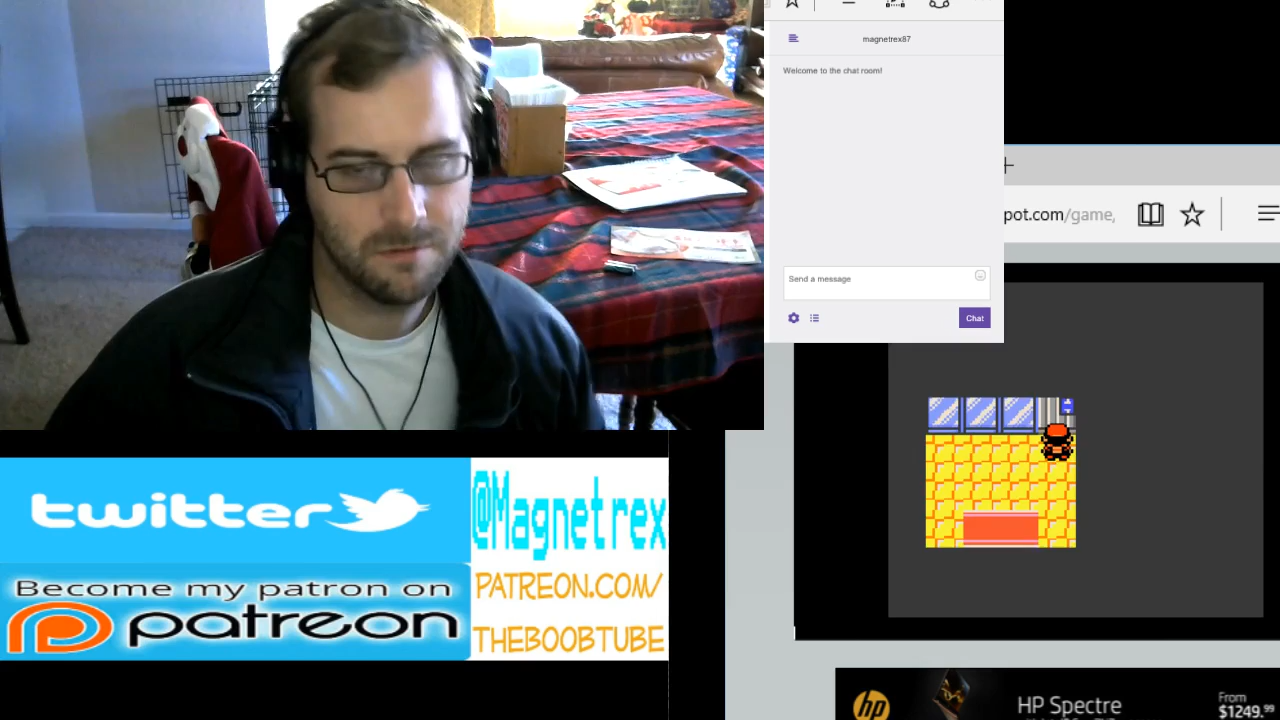 magnetrex87
Welcome to the chat room!
Send a message
Chat
pot.com/game,
twitter
@Magnetrex
Become my patron on
patreon
PATREON.COM/
THEBOOBTUBE
hp
HP Spectre
From
$1249.99